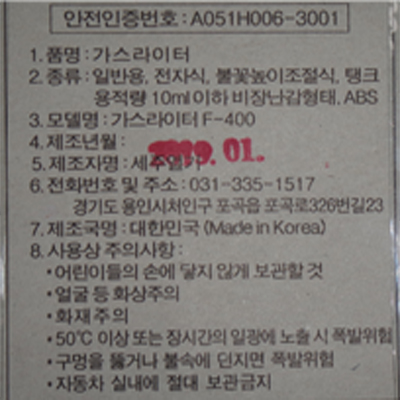 안전인증번호 : A051H006-3001
1. 품명 : 가스라이터
2. 종류 : 일반용, 전자식, 불꽃높이조절식, 탱크
용적량 10ml 이하 비장난감형태, ABS
3. 모델명 : 가스라이터 F-400
4. 제조년월 :
2019. 01.
5. 제조자명 : 세주
6. 전화번호 및 주소 : 031-335-1517
경기도 용인시처인구 포곡읍 포곡로326번길23
7. 제조국명 : 대한민국 (Made in Korea)
8. 사용상 주의사항 :
• 어린이들의 손에 닿지 않게 보관할 것
• 얼굴 등 화상주의
• 화재 주의
• 50℃ 이상 또는 장시간의 일광에 노출 시 폭발위험
• 구멍을 뚫거나 불속에 던지면 폭발위험
• 자동차 실내에 절대 보관금지